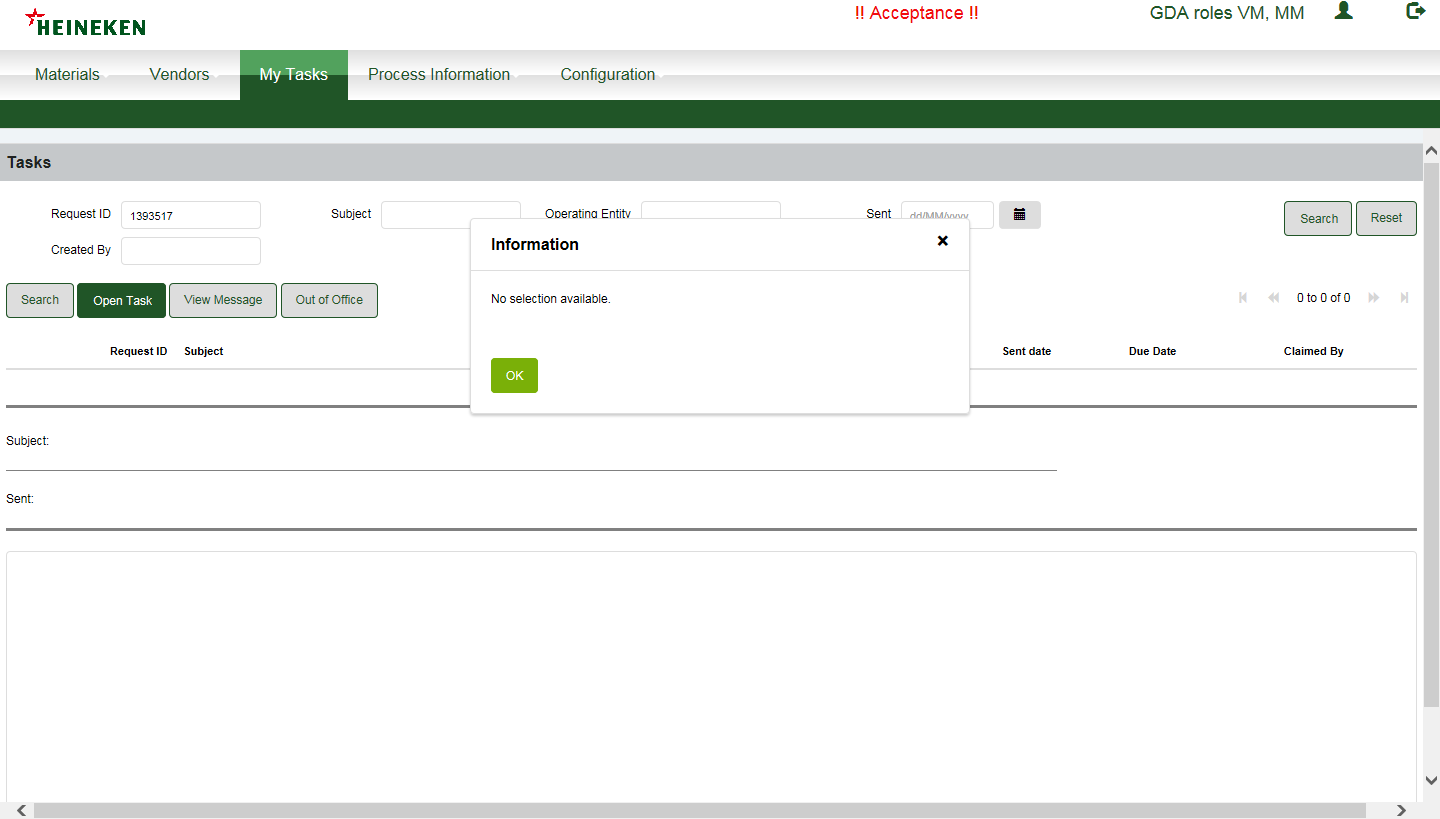 HEINEKEN
!! Acceptance !!
GDA roles VM, MM
Materials
Vendors
My Tasks
Process Information
Configuration
Tasks
Request ID
1393517
Subject
Operating Entity
Sent
dd/MM/yyyy
Search
Reset
Created By
Information
No selection available.
OK
Search
Open Task
View Message
Out of Office
0 to 0 of 0
Request ID
Subject
Sent date
Due Date
Claimed By
Subject:
Sent: